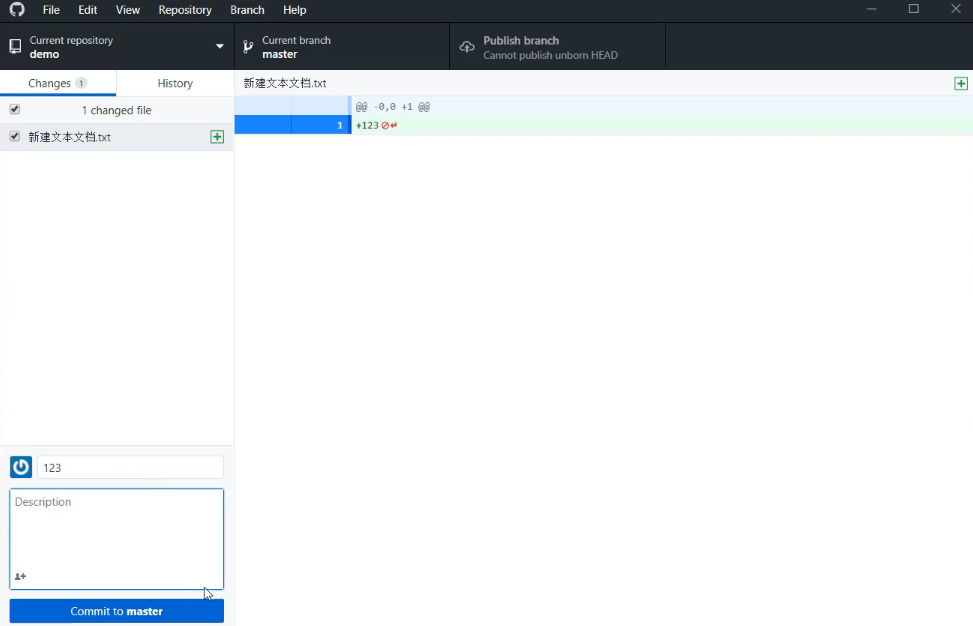 File Edit View Repository Branch Help
Current repository
demo
Current branch
master
Publish branch
Cannot publish unborn HEAD
Changes 1
History
新建文本文档.txt
1 changed file
新建文本文档.txt
@@ -0,0 +1 @@
1 +123
123
Description
Commit to master